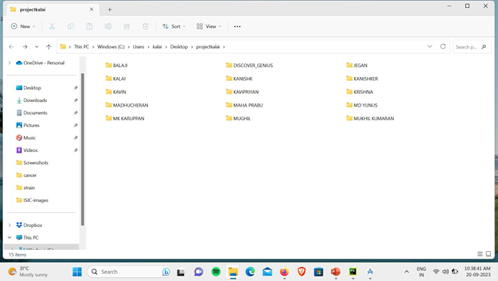 projectkalai
New
Sort
View
This PC > Windows (C:) > Users > kalai > Desktop > projectkalai >
Search p...
OneDrive - Personal
Desktop
Downloads
Documents
Pictures
Music
Videos
Screenshots
cancer
strain
ISIC-images
Dropbox
This PC
BALAJI
DISCOVER_GENIUS
JEGAN
KALAI
KANISHK
KANISHKER
KAVIN
KAVIPRIYAN
KRISHNA
MADHUCHERAN
MAHA PRABU
MD YUNUS
MK KARUPPAN
MUGHIL
MUKHIL KUMARAN
15 items
31°C
Mostly sunny
Search
ENG
IN
10:38:41 AM
20-09-2023